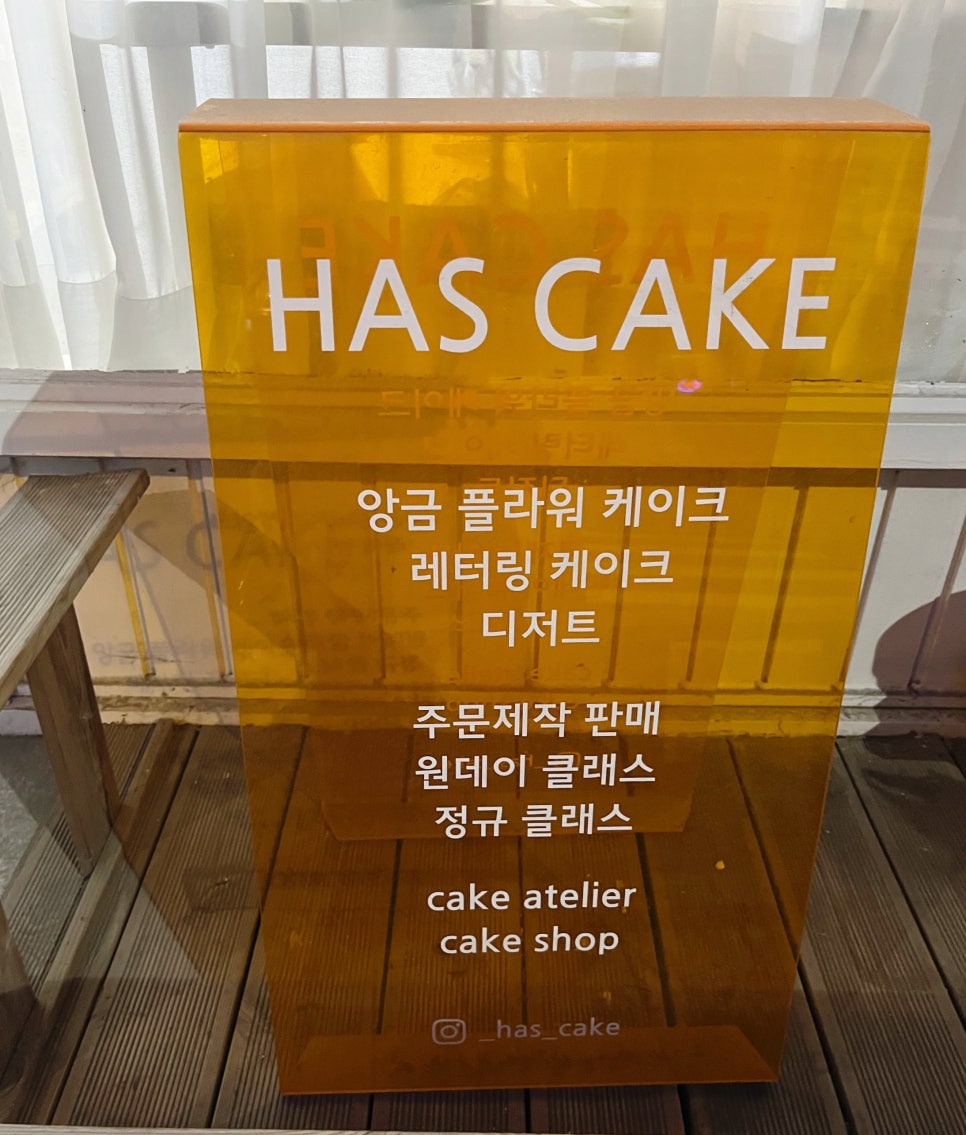 HAS CAKE
앙금 플라워 케이크
레터링 케이크
디저트
주문제작 판매
원데이 클래스
정규 클래스
cake atelier
cake shop
_has_cake